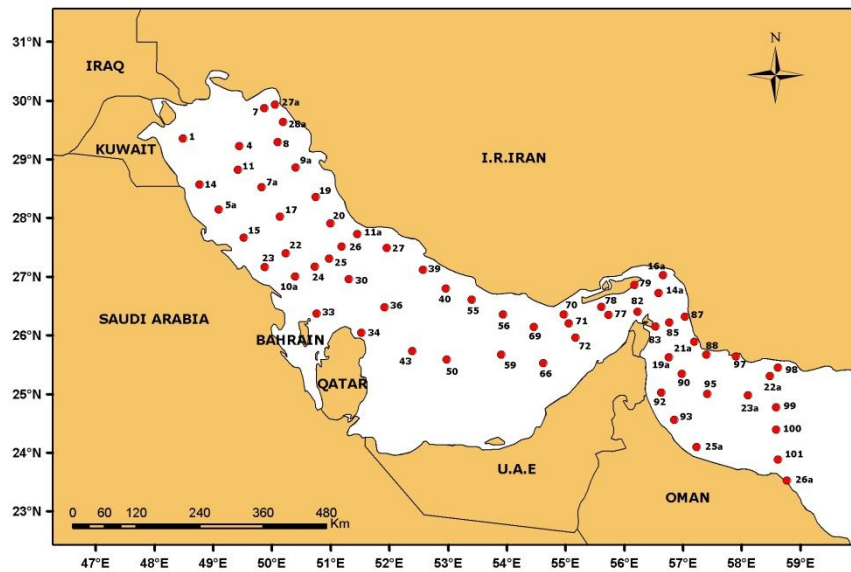 N
31°N
IRAQ
30°N
27a
7
28a
KUWAIT
1
4
8
29°N
11
9a
I.R.IRAN
14
7a
19
5a
17
20
28°N
15
11a
22
26
27
23
25
10a
24
39
16a
27°N
30
40
79
14a
SAUDI ARABIA
33
36
55
70
78
82
87
BAHRAIN
56
71
77
26°N
34
69
72
83
85
88
43
21a
97
98
QATAR
50
59
66
19a
90
22a
25°N
92
95
23a
99
93
100
24°N
25a
101
U.A.E
26a
OMAN
23°N
0 60 120 240 360 480
Km
47°E 48°E 49°E 50°E 51°E 52°E 53°E 54°E 55°E 56°E 57°E 58°E 59°E